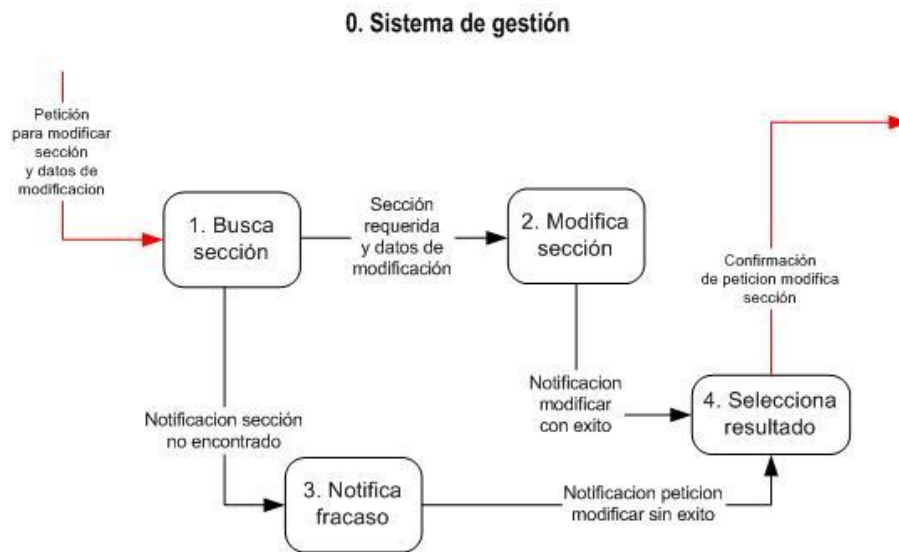 0. Sistema de gestión
Petición
para modificar
sección
y datos de
modificacion
1. Busca
sección
Sección
requerida
y datos de
modificación
2. Modifica
sección
Confirmación
de peticion modifica
sección
Notificacion sección
no encontrado
Notificacion
modificar
con exito
4. Selecciona
resultado
3. Notifica
fracaso
Notificacion peticion
modificar sin exito